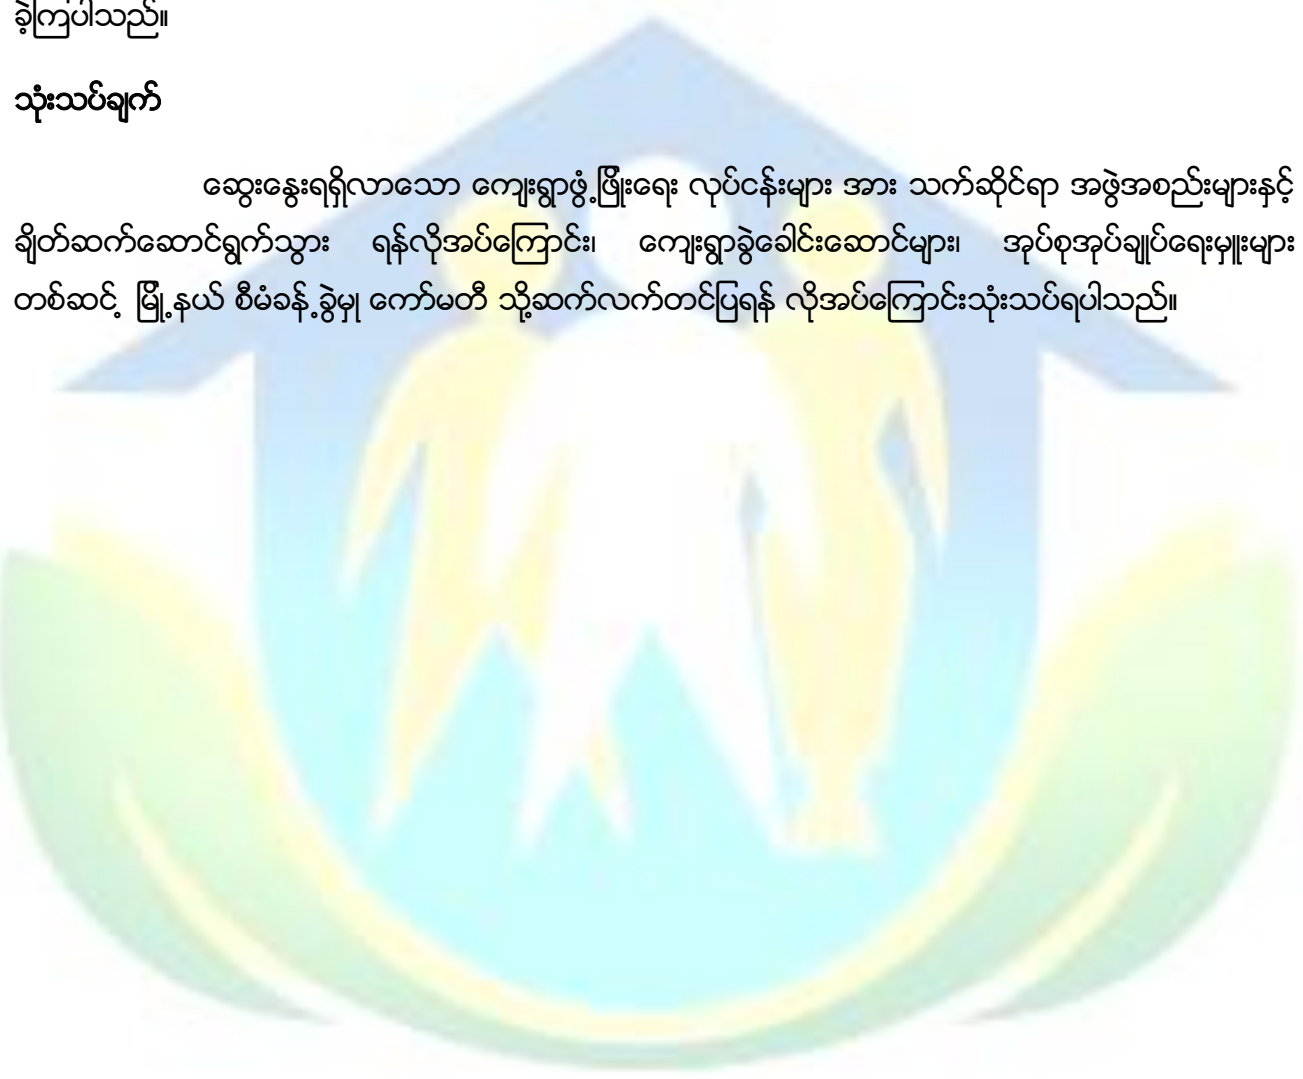 ခဲ့ကြပါသည်။
သုံးသပ်ချက်
ဆွေးနွေးရရှိလာသော ကျေးရွာဖွံ့ဖြိုးရေး လုပ်ငန်းများ အား သက်ဆိုင်ရာ အဖွဲအစည်းများနှင့်
ချိတ်ဆက်ဆောင်ရွက်သွား ရန်လိုအပ်ကြောင်း၊ ကျေးရွာခွဲခေါင်းဆောင်များ၊ အုပ်စုအုပ်ချုပ်ရေးမှူးများ
တစ်ဆင့် မြို့နယ် စီမံခန့်ခွဲမှု ကော်မတီ သို့ဆက်လက်တင်ပြရန် လိုအပ်ကြောင်းသုံးသပ်ရပါသည်။